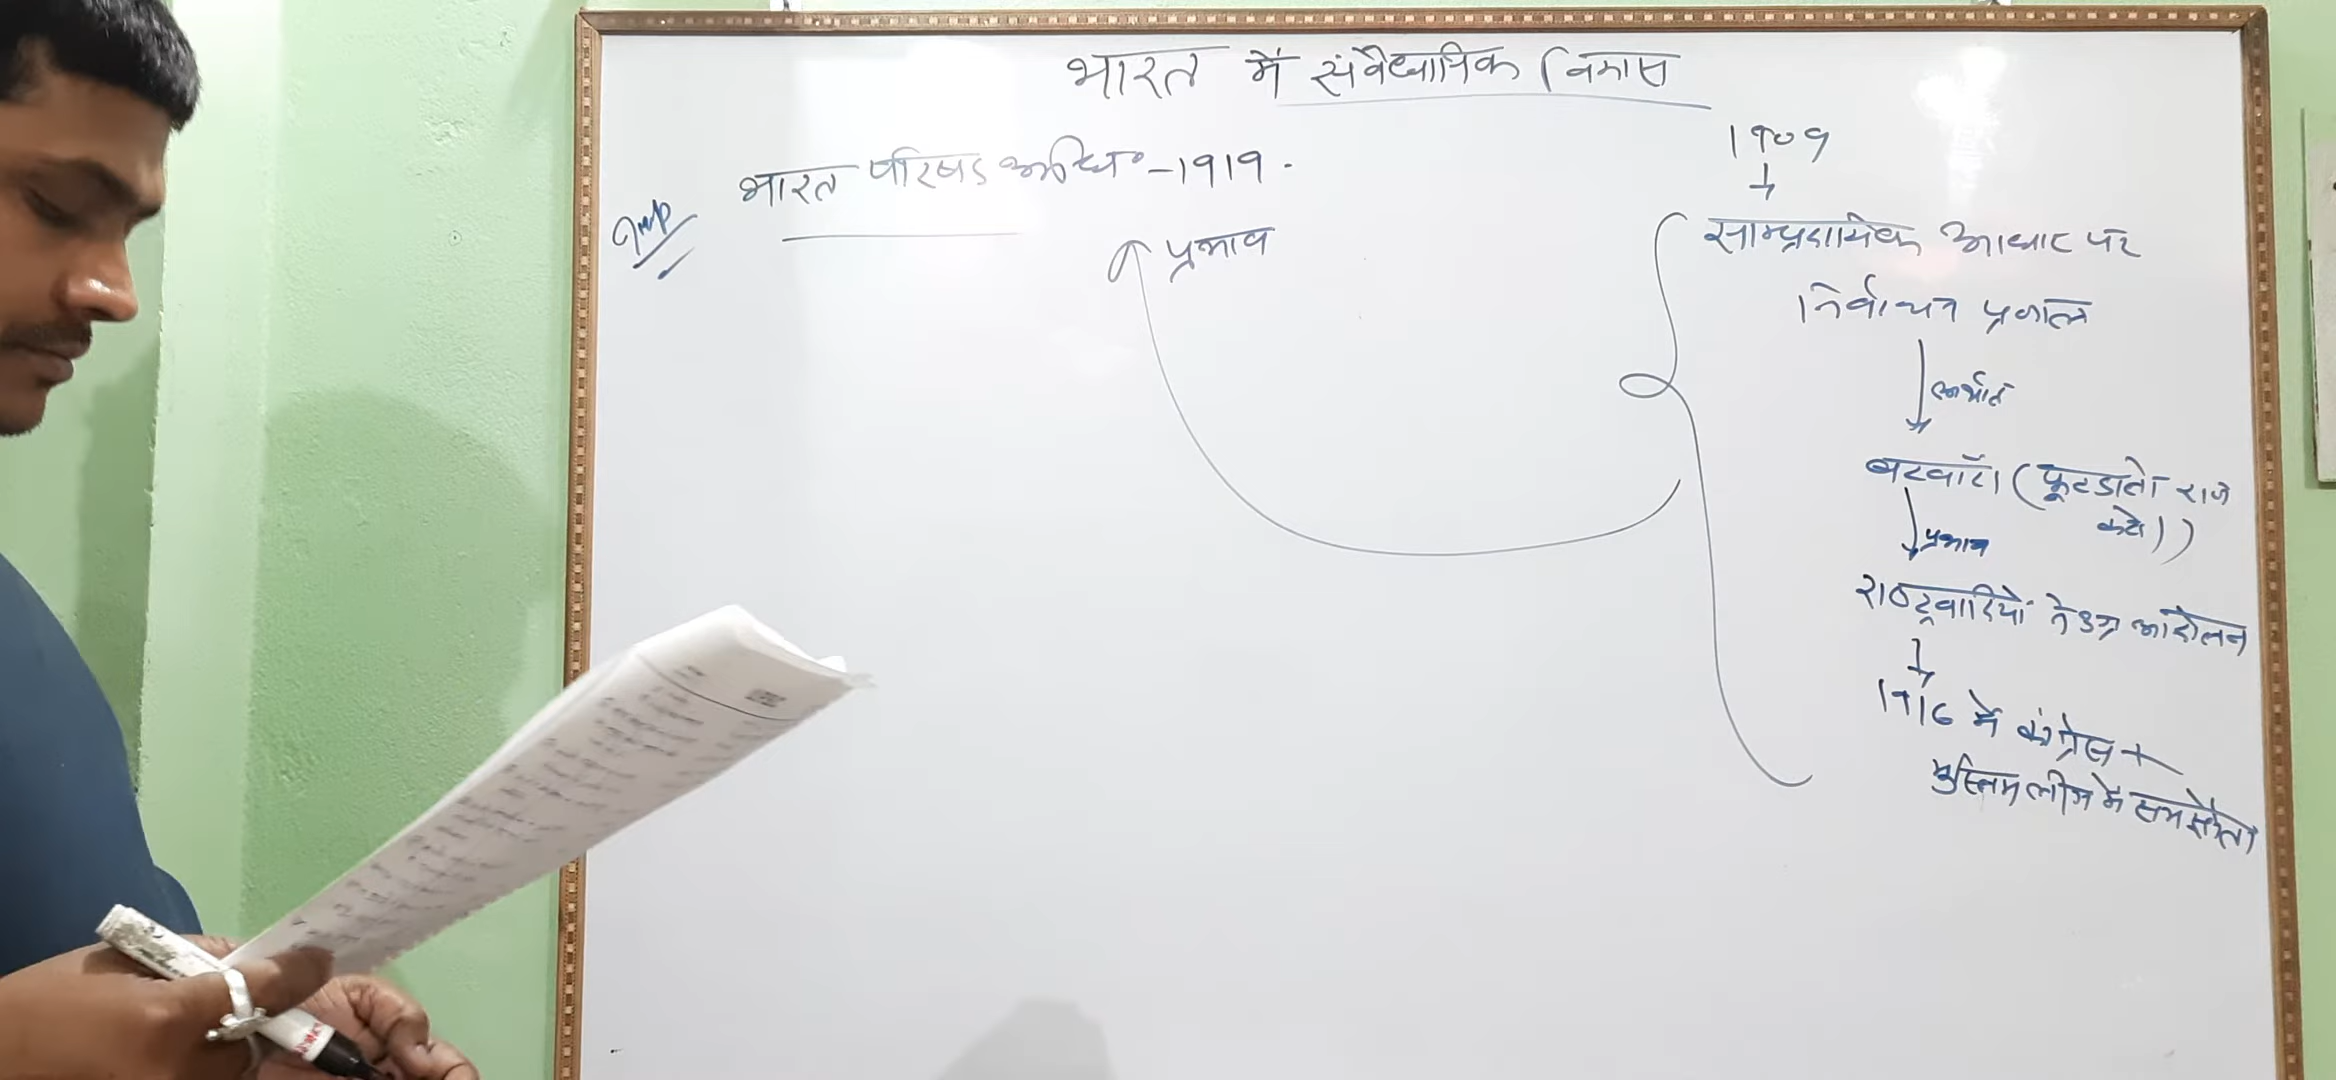 भारत में संवैधानिक विकास
भारत परिषद अधि० -1919.
Imp
प्रभाव
1909
साम्प्रदायिक आधार पर
निर्वाचन प्रणाल
अर्थात
बटवाँरा (फूट डालो राज
करो))
प्रभाव
राष्ट्रवादियों ने उग्र आंदोलन
1916 में कांग्रेस +
मुस्लिम लीग में समझौता